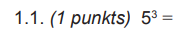 1.1. (1 punkts) 5³ =